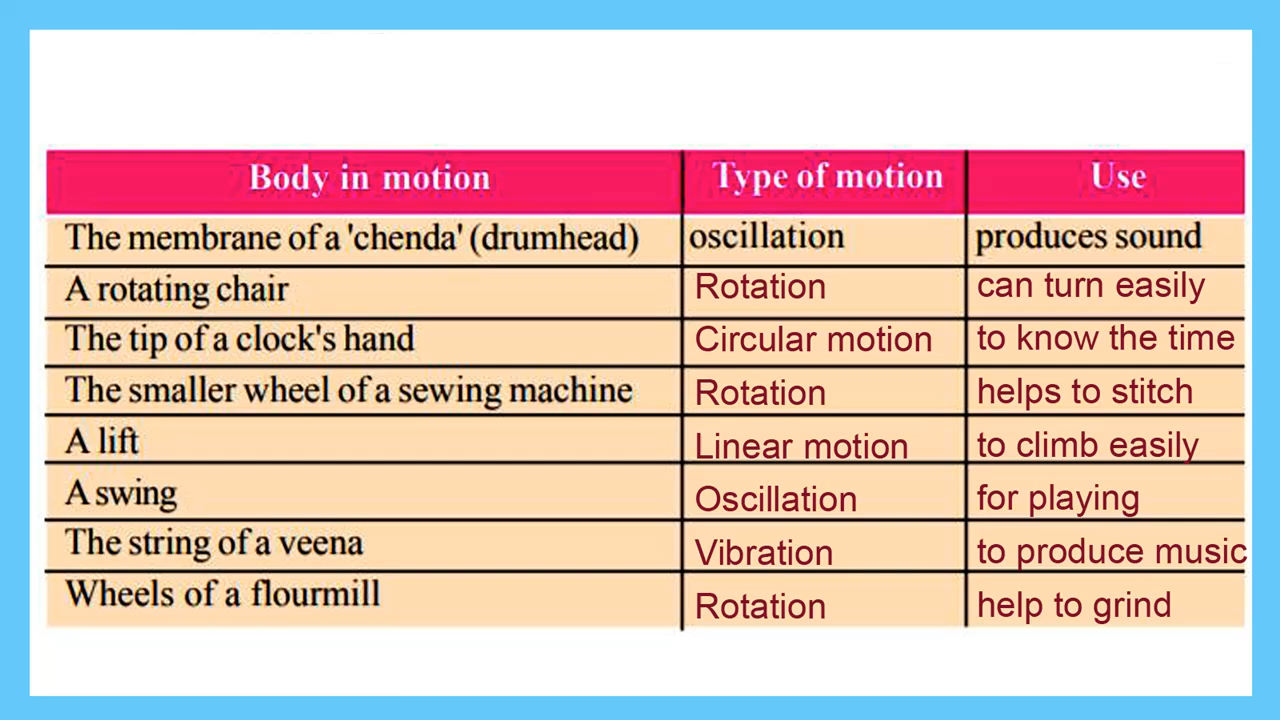 Body in motion Type of motion Use
The membrane of a 'chenda' (drumhead) oscillation produces sound
A rotating chair Rotation can turn easily
The tip of a clock's hand Circular motion to know the time
The smaller wheel of a sewing machine Rotation helps to stitch
A lift Linear motion to climb easily
A swing Oscillation for playing
The string of a veena Vibration to produce music
Wheels of a flourmill Rotation help to grind